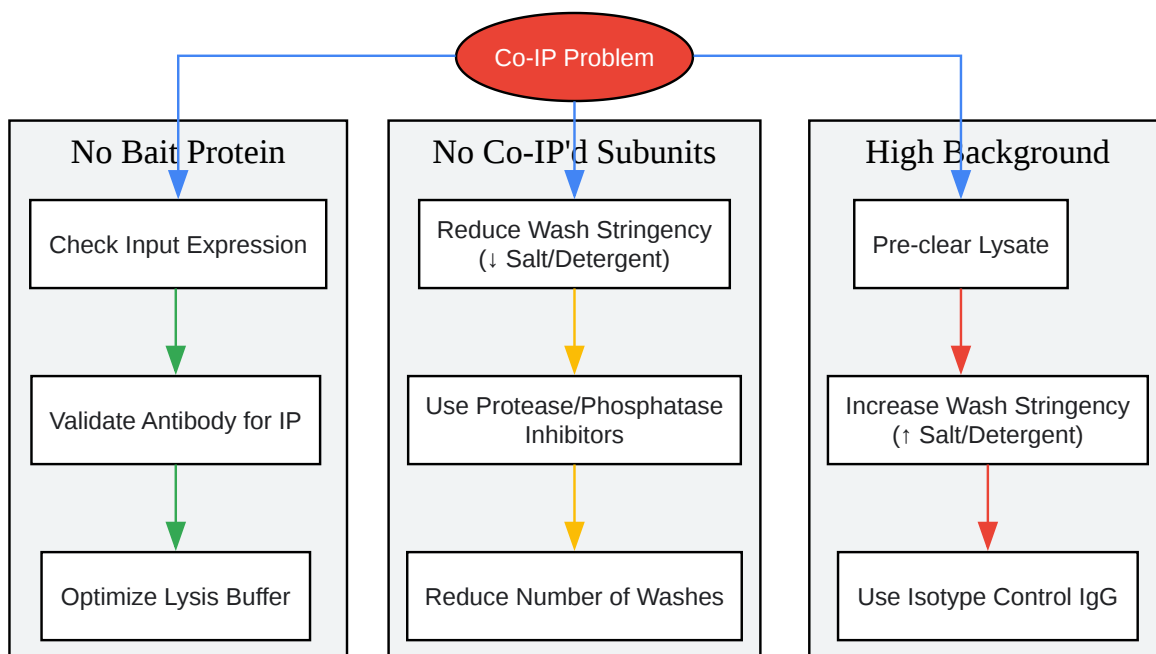 Co-IP Problem
No Bait Protein
Check Input Expression
Validate Antibody for IP
Optimize Lysis Buffer
No Co-IP'd Subunits
Reduce Wash Stringency
(↓ Salt/Detergent)
Use Protease/Phosphatase
Inhibitors
Reduce Number of Washes
High Background
Pre-clear Lysate
Increase Wash Stringency
(↑ Salt/Detergent)
Use Isotype Control IgG